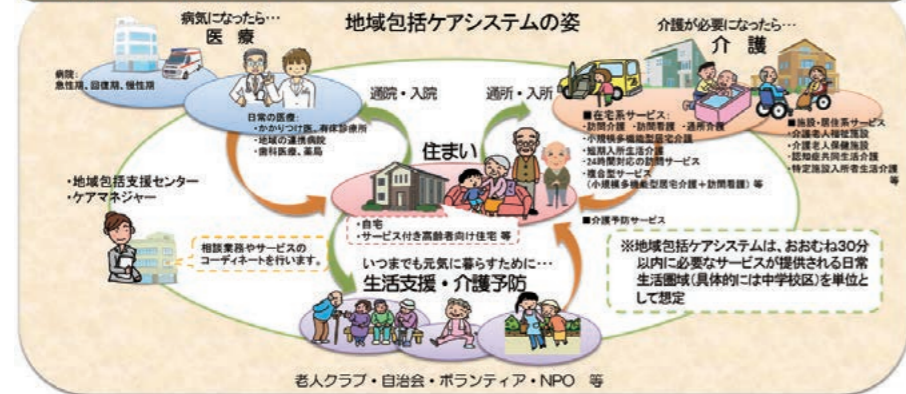 地域包括ケアシステムの姿
病気になったら…
医 療
介護が必要になったら…
介 護
病院:
急性期、回復期、慢性期
日常の医療:
・かかりつけ医、有床診療所
・地域の連携病院
・歯科医療、薬局
通院・入院
通所・入所
■在宅系サービス:
・訪問介護 ・訪問看護 ・通所介護
・小規模多機能型居宅介護
・短期入所生活介護
・24時間対応の訪問サービス
・複合型サービス
(小規模多機能型居宅介護+訪問看護) 等
■施設・居住系サービス
・介護老人福祉施設
・介護老人保健施設
・認知症共同生活介護
・特定施設入所者生活介護
等
■介護予防サービス
住まい
・自宅
・サービス付き高齢者向け住宅 等
・地域包括支援センター
・ケアマネジャー
相談業務やサービスの
コーディネートを行います。
いつまでも元気に暮らすために…
生活支援・介護予防
※地域包括ケアシステムは、おおむね30分
以内に必要なサービスが提供される日常
生活圏域(具体的には中学校区)を単位と
して想定
老人クラブ・自治会・ボランティア・NPO 等